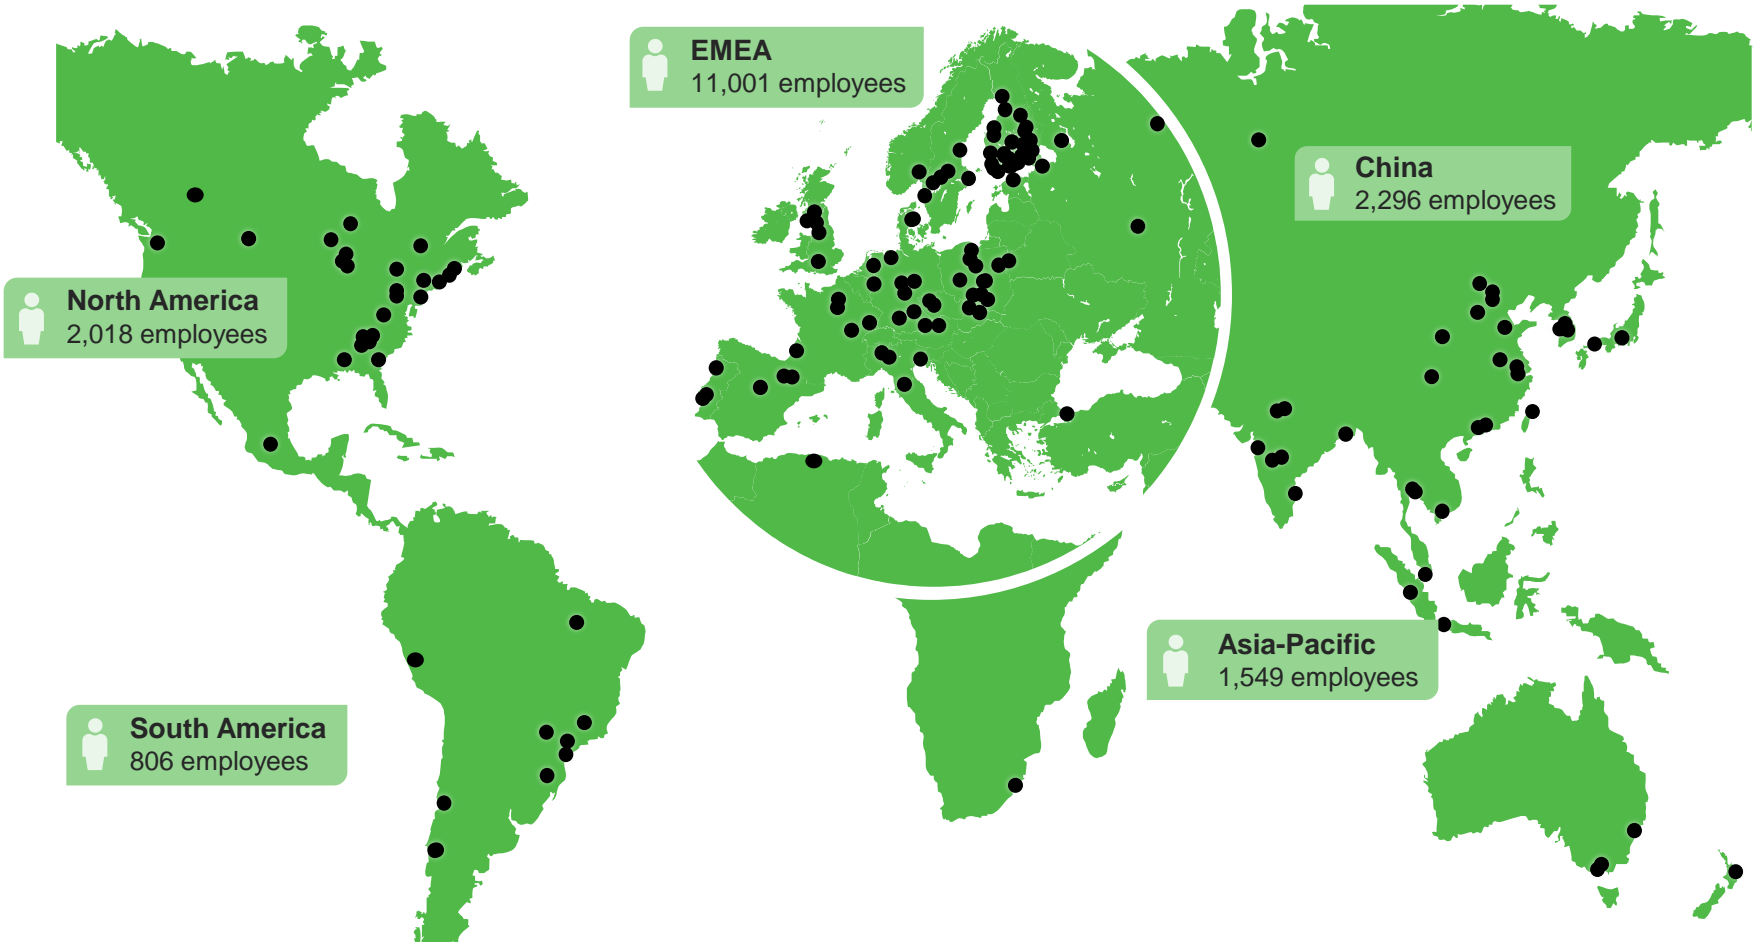 EMEA
11,001 employees
China
2,296 employees
North America
2,018 employees
Asia-Pacific
1,549 employees
South America
806 employees